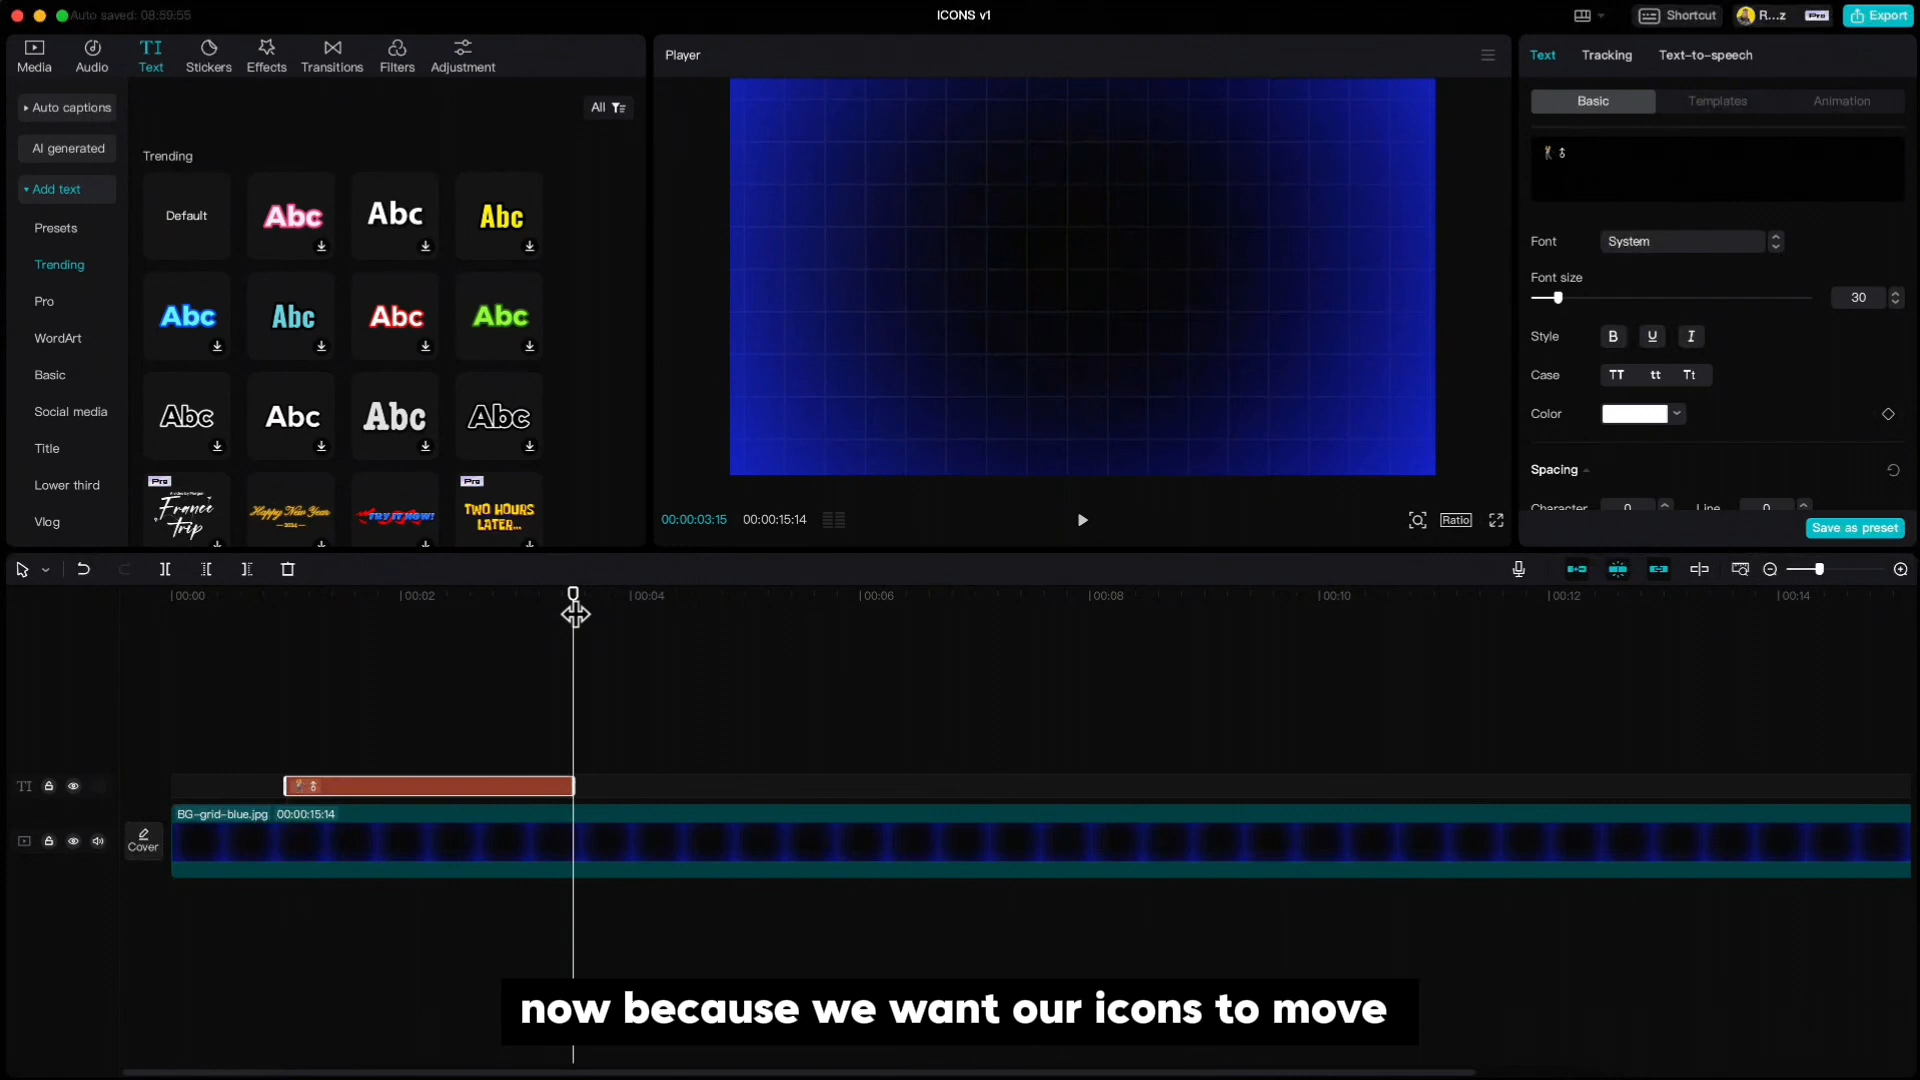 Auto saved: 08:59:55
ICONS v1
Shortcut
R...z
Pro
Export
Media
Audio
TI
Text
Stickers
Effects
Transitions
Filters
Adjustment
Auto captions
AI generated
Add text
Presets
Trending
Pro
WordArt
Basic
Social media
Title
Lower third
Vlog
All
Trending
Default
Abc
Abc
Abc
Abc
Abc
Abc
Abc
Abc
Abc
Abc
Abc
Pro
France
trip
Happy New Year
2024
TRY IT NOW!
Pro
TWO HOURS
LATER...
Player
00:00:03:15
00:00:15:14
Ratio
Text
Tracking
Text-to-speech
Basic
Templates
Animation
Font
System
Font size
30
Style
B
U
I
Case
TT
tt
Tt
Color
Spacing
Character
0
Line
0
Save as preset
00:00
00:02
00:04
00:06
00:08
00:10
00:12
00:14
TI
Cover
BG-grid-blue.jpg 00:00:15:14
now because we want our icons to move